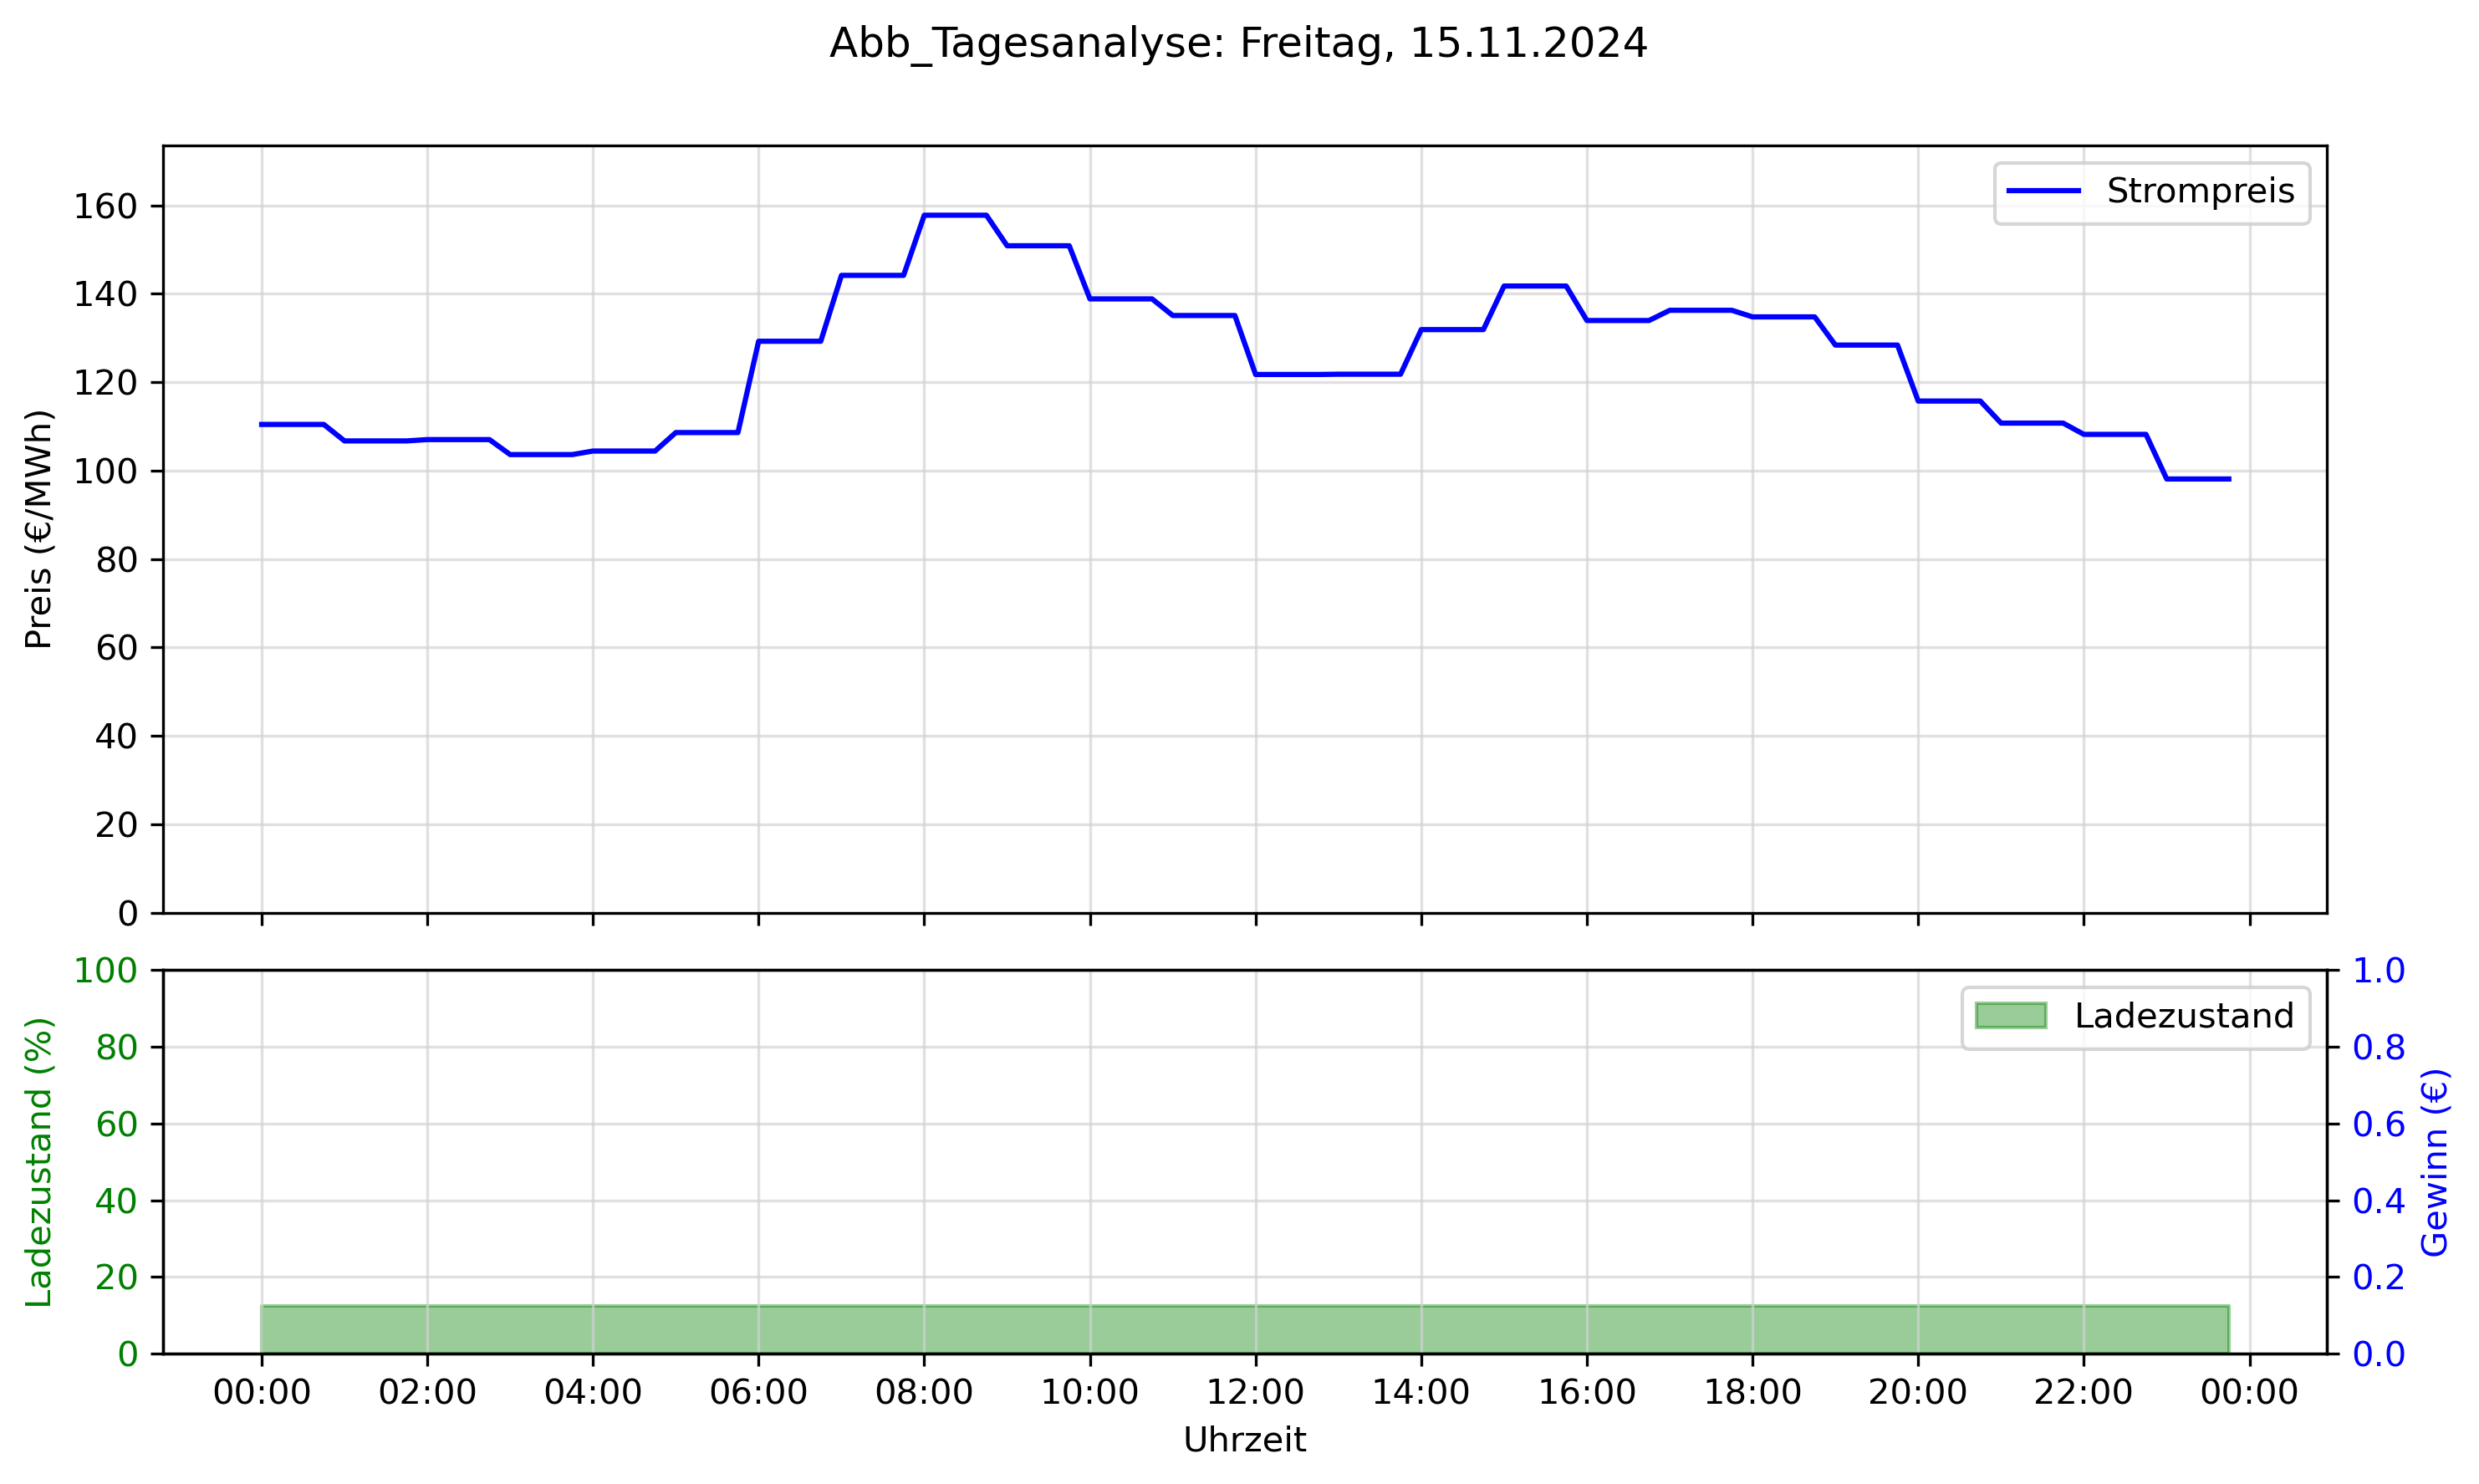 Abb_Tagesanalyse: Freitag, 15.11.2024
Preis (€/MWh)
160
140
120
100
80
60
40
20
0
Strompreis
Ladezustand (%)
100
80
60
40
20
0
Ladezustand
1.0
0.8
0.6
0.4
0.2
0.0
Gewinn (€)
00:00 02:00 04:00 06:00 08:00 10:00 12:00 14:00 16:00 18:00 20:00 22:00 00:00
Uhrzeit